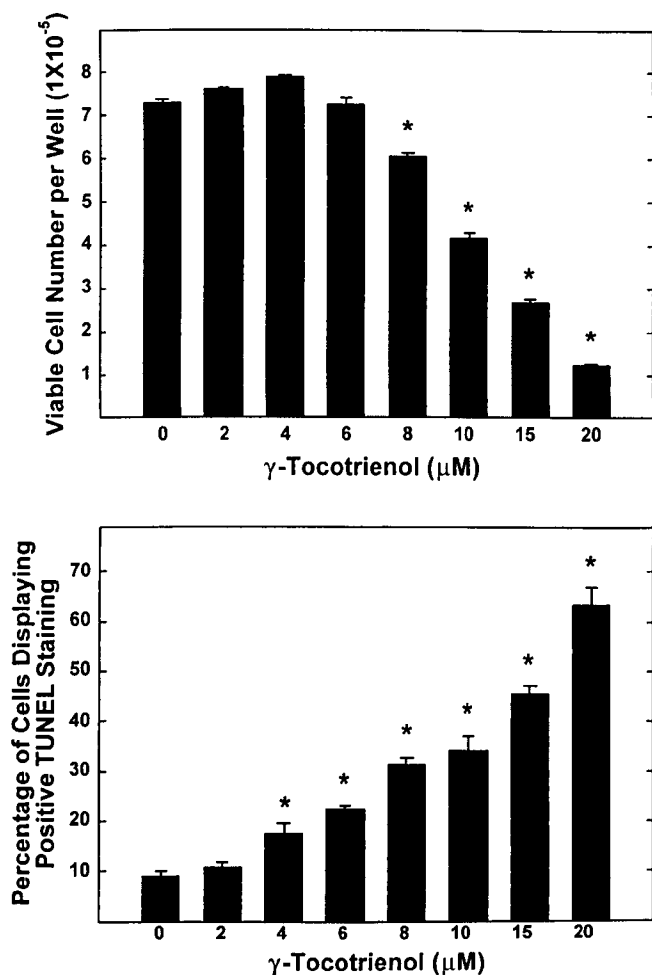 Viable Cell Number per Well (1X10⁻⁵)
8
7
6
5
4
3
2
1
* * * *
0 2 4 6 8 10 15 20
γ-Tocotrienol (μM)
Percentage of Cells Displaying
Positive TUNEL Staining
70
60
50
40
30
20
10
* * * * * *
0 2 4 6 8 10 15 20
γ-Tocotrienol (μM)